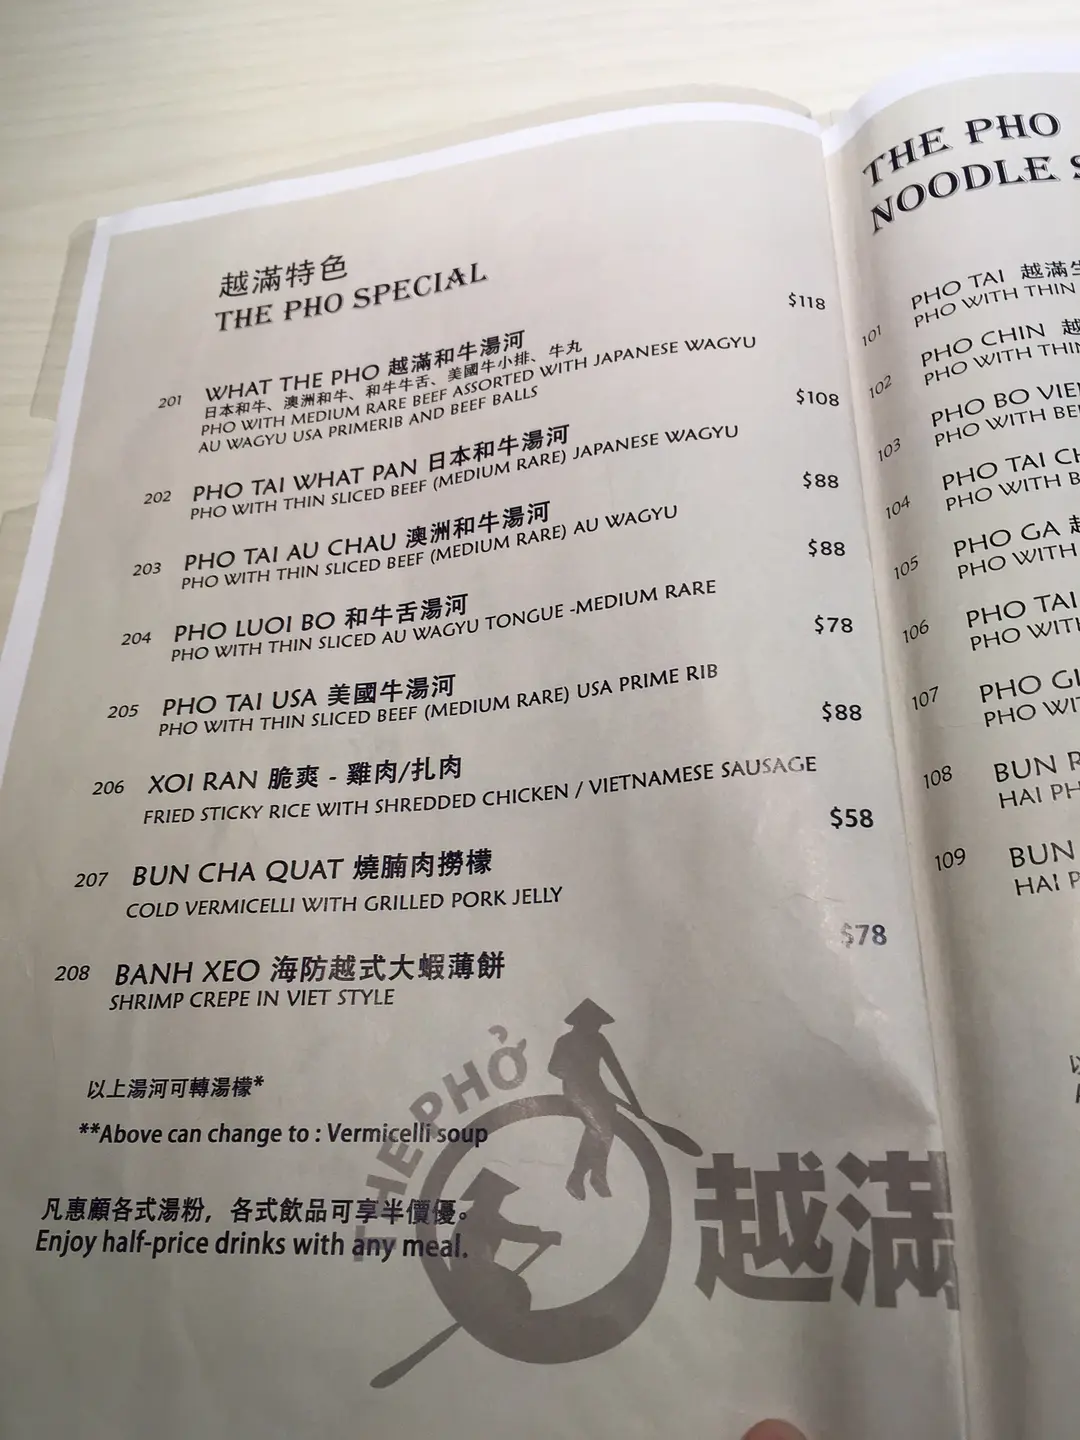 越滿特色
THE PHO SPECIAL
$118
201 WHAT THE PHO 越滿和牛湯河
日本和牛、澳洲和牛、和牛牛舌、美國牛小排、牛丸
PHO WITH MEDIUM RARE BEEF ASSORTED WITH JAPANESE WAGYU
AU WAGYU USA PRIMERIB AND BEEF BALLS
$108
202 PHO TAI WHAT PAN 日本和牛湯河
PHO WITH THIN SLICED BEEF (MEDIUM RARE) JAPANESE WAGYU
$88
203 PHO TAI AU CHAU 澳洲和牛湯河
PHO WITH THIN SLICED BEEF (MEDIUM RARE) AU WAGYU
$88
204 PHO LUOI BO 和牛舌湯河
PHO WITH THIN SLICED AU WAGYU TONGUE -MEDIUM RARE
$78
205 PHO TAI USA 美國牛湯河
PHO WITH THIN SLICED BEEF (MEDIUM RARE) USA PRIME RIB
$88
206 XOI RAN 脆爽 - 雞肉/扎肉
FRIED STICKY RICE WITH SHREDDED CHICKEN / VIETNAMESE SAUSAGE
$58
207 BUN CHA QUAT 燒腩肉撈檬
COLD VERMICELLI WITH GRILLED PORK JELLY
$78
208 BANH XEO 海防越式大蝦薄餅
SHRIMP CREPE IN VIET STYLE
以上湯河可轉湯檬*
**Above can change to : Vermicelli soup
凡惠顧各式湯粉，各式飲品可享半價優。
Enjoy half-price drinks with any meal.
THE PHỞ
越滿
THE PHO
NOODLE
101 PHO TAI 越滿
PHO WITH THIN
102 PHO CHIN 越
PHO WITH THIN
103 PHO BO VIE
PHO WITH BE
104 PHO TAI C
PHO WITH B
105 PHO GA
PHO WITH
106 PHO TAI
PHO WITH
107 PHO GI
PHO WI
108 BUN
HAI PH
109 BUN
HAI P